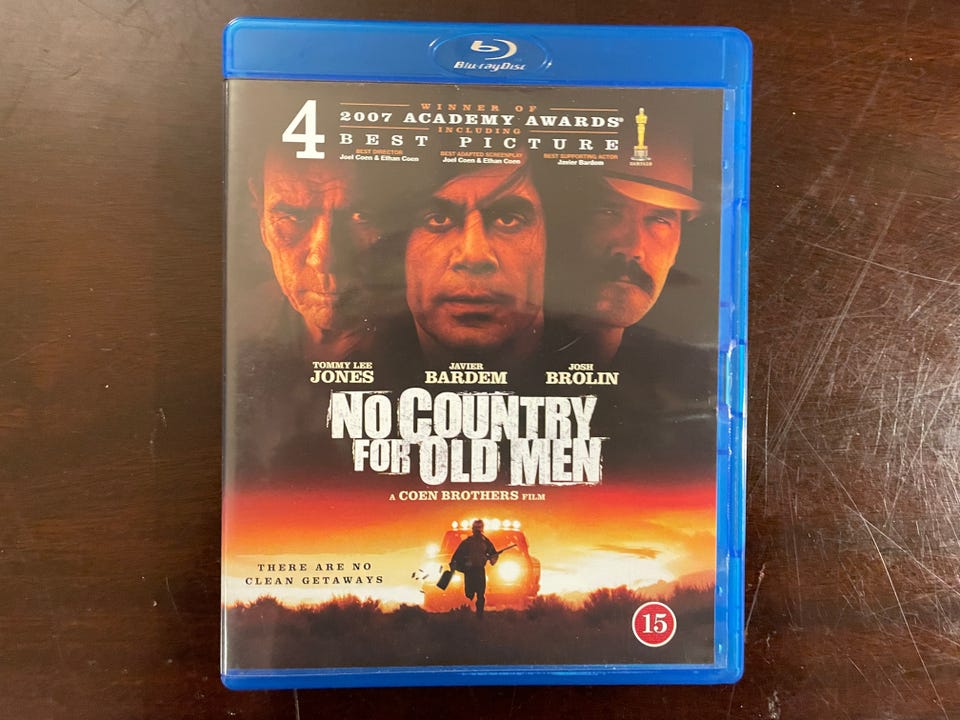 Blu-ray Disc
4
WINNER OF
2007 ACADEMY AWARDS®
INCLUDING
BEST PICTURE
BEST DIRECTOR
Joel Coen & Ethan Coen
BEST ADAPTED SCREENPLAY
Joel Coen & Ethan Coen
BEST SUPPORTING ACTOR
Javier Bardem
TOMMY LEE
JONES
JAVIER
BARDEM
JOSH
BROLIN
NO COUNTRY
FOR OLD MEN
A COEN BROTHERS FILM
THERE ARE NO
CLEAN GETAWAYS
15